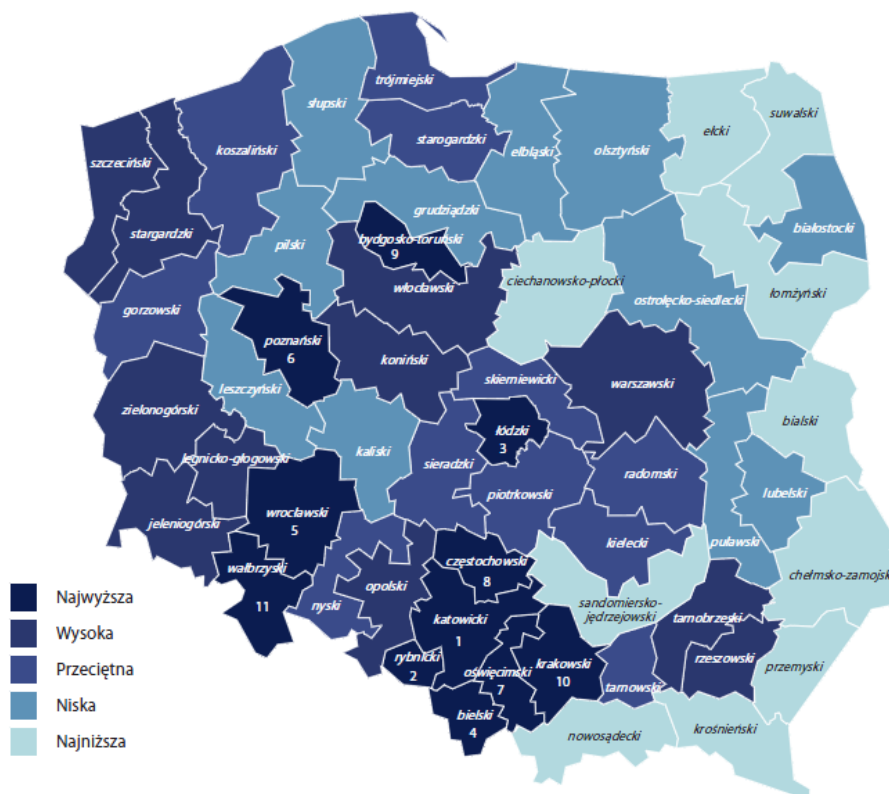 trójmiejski
słupski
suwalski
ełcki
koszaliński
starogardzki
elbląski
olsztyński
szczeciński
grudziądzki
białostocki
stargardzki
bydgosko-toruński
9
pilski
ciechanowsko-płocki
włocławski
ostrołęcko-siedlecki
łomżyński
gorzowski
poznański
6
koniński
skierniewicki
warszawski
leszczyński
zielonogórski
bialski
łódzki
3
kaliski
legnicko-głogowski
sieradzki
radomski
piotrkowski
lubelski
wrocławski
5
jeleniogórski
kielecki
puławski
częstochowski
8
wałbrzyski
11
opolski
chełmsko-zamojsk
nyski
sandomiersko-
jędrzejowski
tarnobrzeski
katowicki
1
rybnicki
2
oświęcimski
7
krakowski
10
rzeszowski
przemyski
tarnowski
bielski
4
krośnieński
nowosądecki
Najwyższa
Wysoka
Przeciętna
Niska
Najniższa